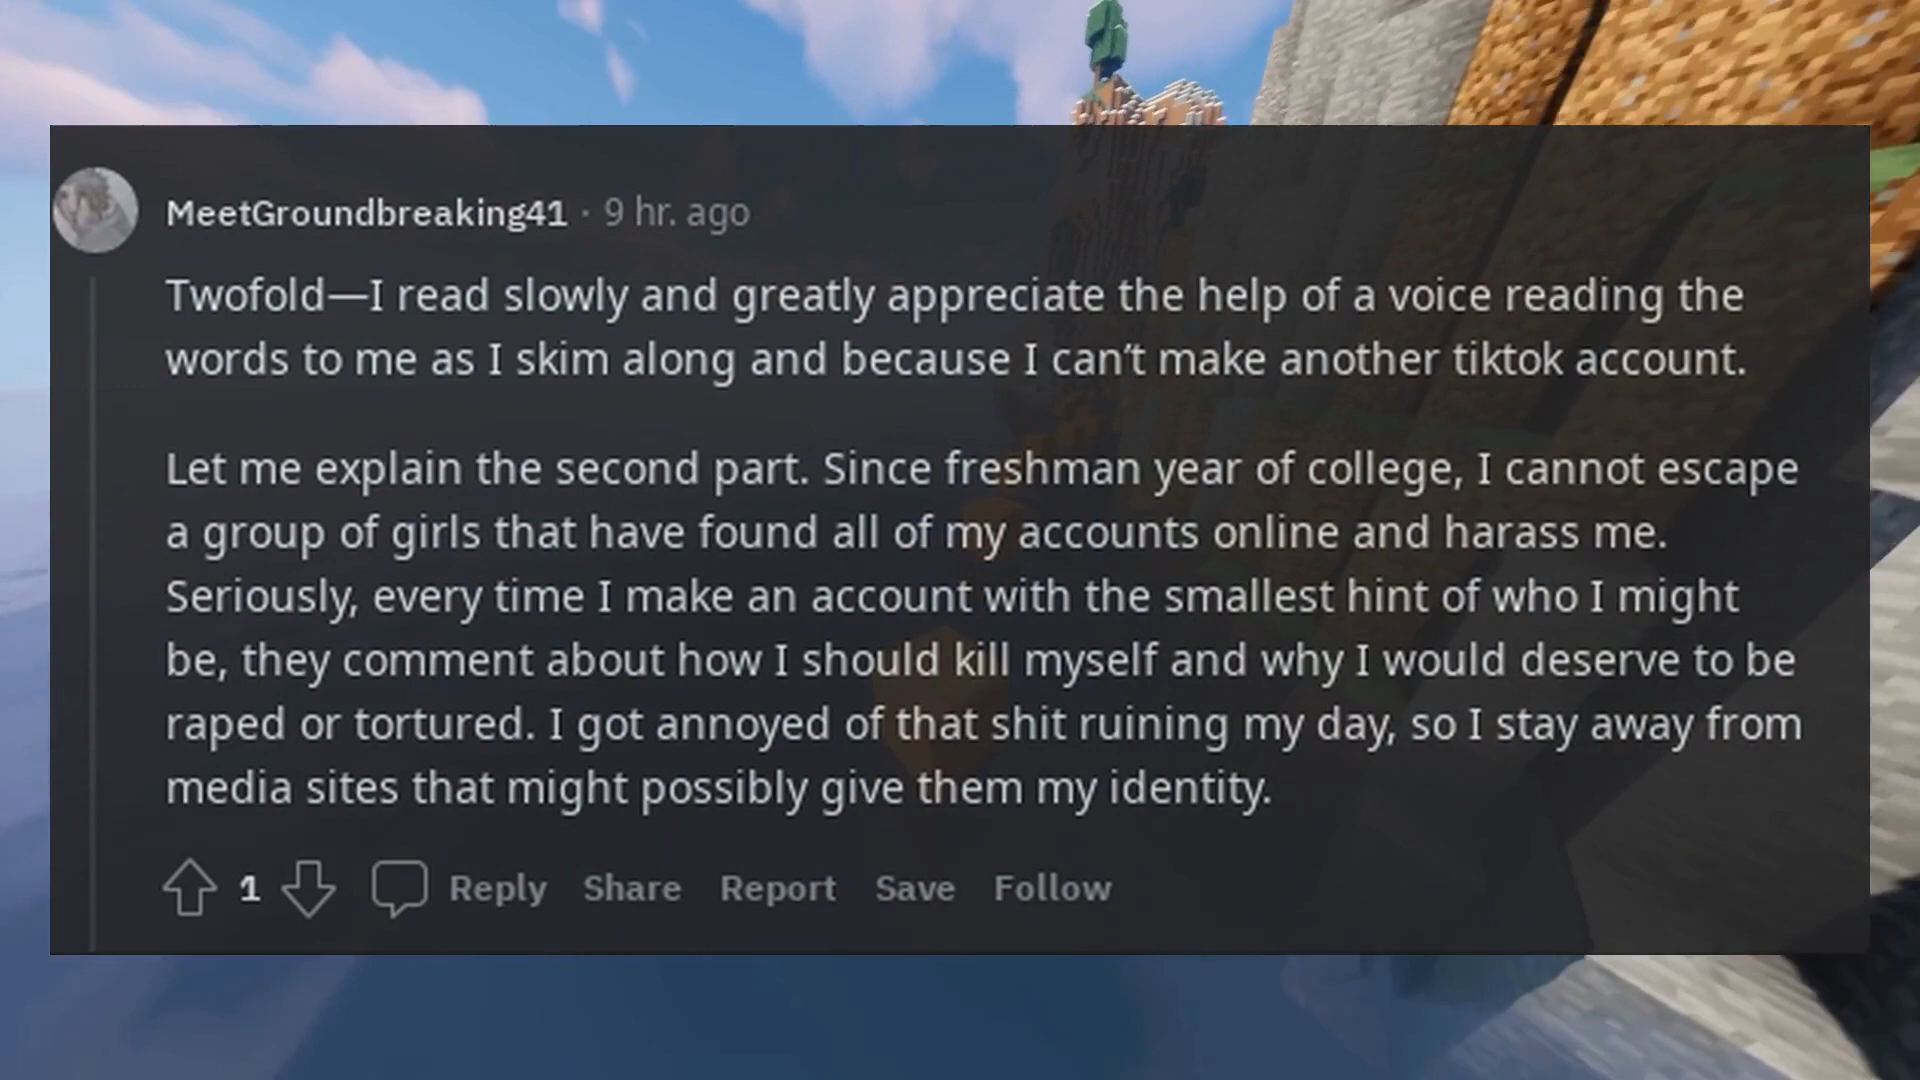 MeetGroundbreaking41 · 9 hr. ago
Twofold—I read slowly and greatly appreciate the help of a voice reading the
words to me as I skim along and because I can't make another tiktok account.
Let me explain the second part. Since freshman year of college, I cannot escape
a group of girls that have found all of my accounts online and harass me.
Seriously, every time I make an account with the smallest hint of who I might
be, they comment about how I should kill myself and why I would deserve to be
raped or tortured. I got annoyed of that shit ruining my day, so I stay away from
media sites that might possibly give them my identity.
1 Reply Share Report Save Follow